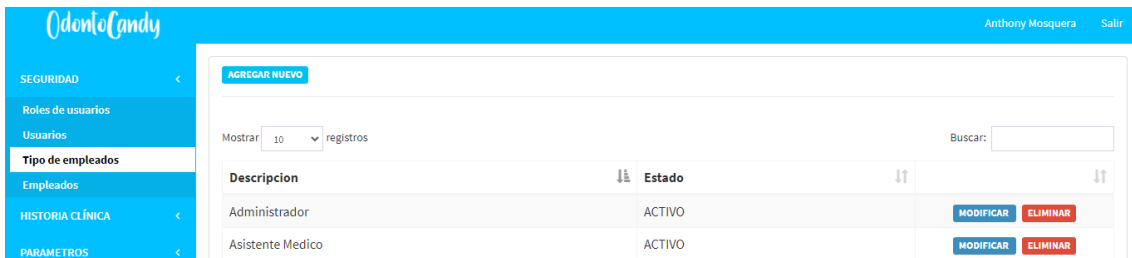 OdontoCandy
Anthony Mosquera Salir
SEGURIDAD
Roles de usuarios
Usuarios
Tipo de empleados
Empleados
HISTORIA CLÍNICA
PARAMETROS
AGREGAR NUEVO
Mostrar 10 registros
Buscar:
Descripcion Estado
Administrador ACTIVO MODIFICAR ELIMINAR
Asistente Medico ACTIVO MODIFICAR ELIMINAR